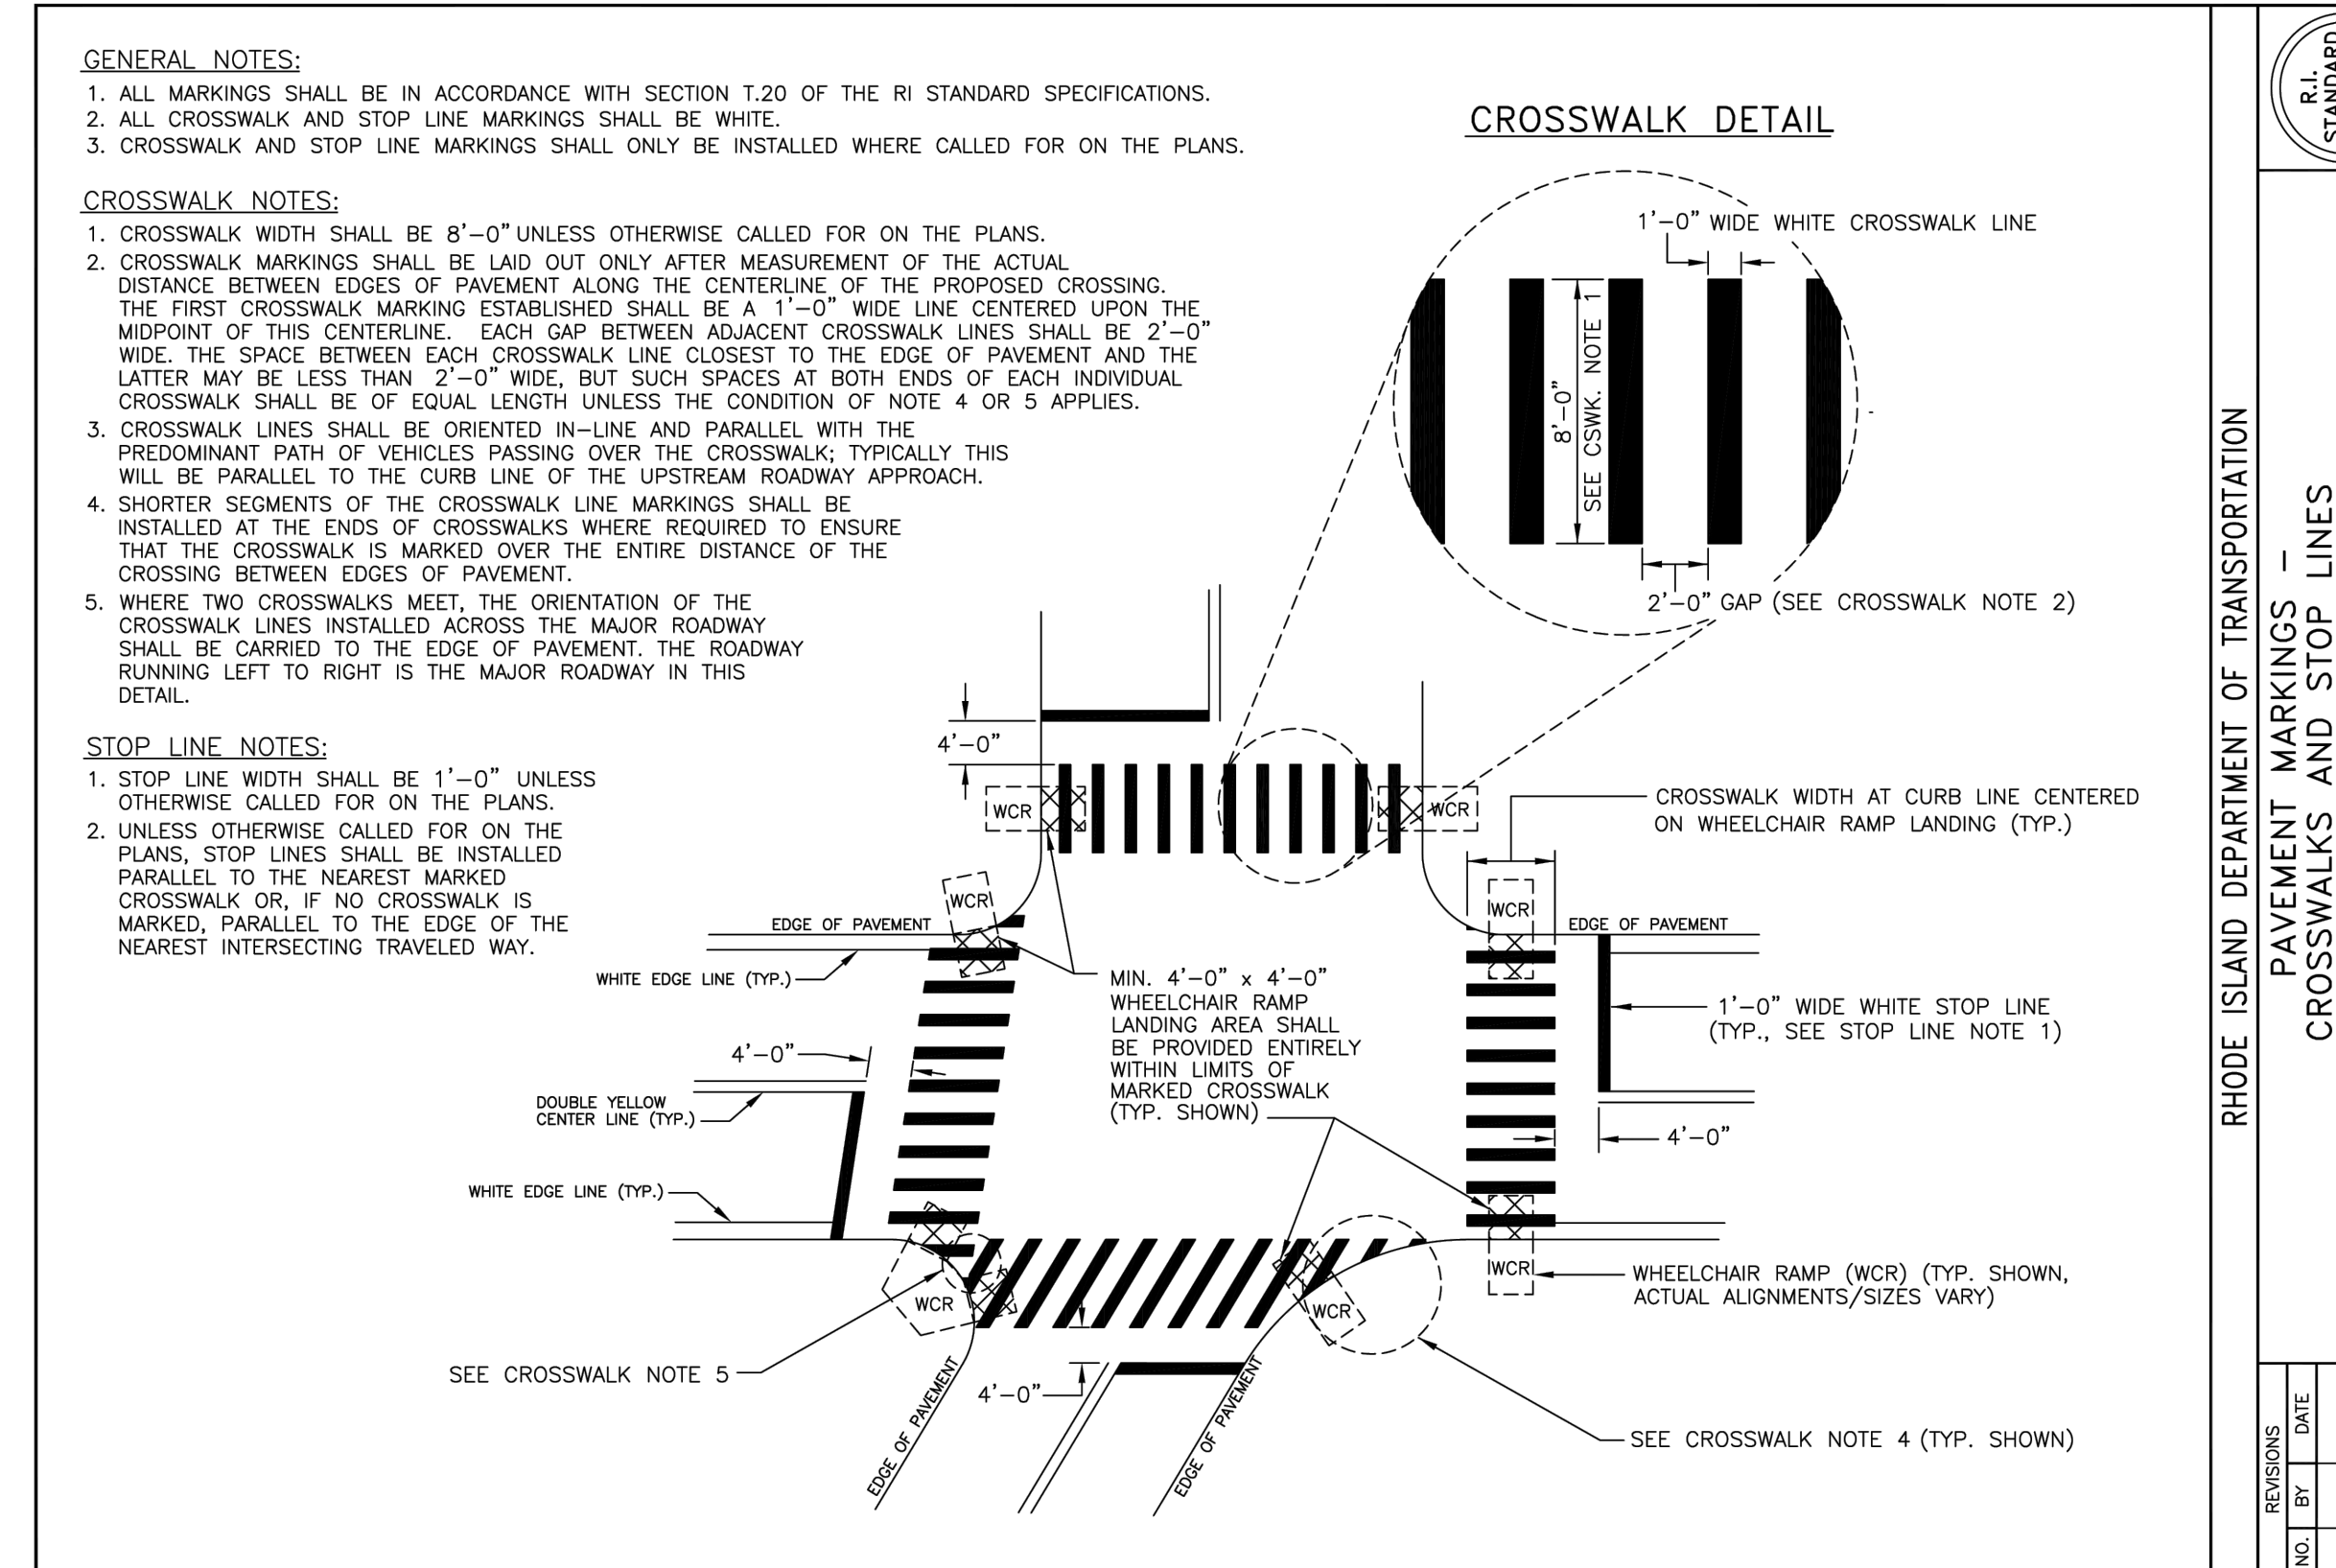 GENERAL NOTES:
1. ALL MARKINGS SHALL BE IN ACCORDANCE WITH SECTION T.20 OF THE RI STANDARD SPECIFICATIONS.
2. ALL CROSSWALK AND STOP LINE MARKINGS SHALL BE WHITE.
3. CROSSWALK AND STOP LINE MARKINGS SHALL ONLY BE INSTALLED WHERE CALLED FOR ON THE PLANS.
CROSSWALK NOTES:
1. CROSSWALK WIDTH SHALL BE 8'-0" UNLESS OTHERWISE CALLED FOR ON THE PLANS.
2. CROSSWALK MARKINGS SHALL BE LAID OUT ONLY AFTER MEASUREMENT OF THE ACTUAL
DISTANCE BETWEEN EDGES OF PAVEMENT ALONG THE CENTERLINE OF THE PROPOSED CROSSING.
THE FIRST CROSSWALK MARKING ESTABLISHED SHALL BE A 1'-0" WIDE LINE CENTERED UPON THE
MIDPOINT OF THIS CENTERLINE. EACH GAP BETWEEN ADJACENT CROSSWALK LINES SHALL BE 2'-0"
WIDE. THE SPACE BETWEEN EACH CROSSWALK LINE CLOSEST TO THE EDGE OF PAVEMENT AND THE
LATTER MAY BE LESS THAN 2'-0" WIDE, BUT SUCH SPACES AT BOTH ENDS OF EACH INDIVIDUAL
CROSSWALK SHALL BE OF EQUAL LENGTH UNLESS THE CONDITION OF NOTE 4 OR 5 APPLIES.
3. CROSSWALK LINES SHALL BE ORIENTED IN-LINE AND PARALLEL WITH THE
PREDOMINANT PATH OF VEHICLES PASSING OVER THE CROSSWALK; TYPICALLY THIS
WILL BE PARALLEL TO THE CURB LINE OF THE UPSTREAM ROADWAY APPROACH.
4. SHORTER SEGMENTS OF THE CROSSWALK LINE MARKINGS SHALL BE
INSTALLED AT THE ENDS OF CROSSWALKS WHERE REQUIRED TO ENSURE
THAT THE CROSSWALK IS MARKED OVER THE ENTIRE DISTANCE OF THE
CROSSING BETWEEN EDGES OF PAVEMENT.
5. WHERE TWO CROSSWALKS MEET, THE ORIENTATION OF THE
CROSSWALK LINES INSTALLED ACROSS THE MAJOR ROADWAY
SHALL BE CARRIED TO THE EDGE OF PAVEMENT. THE ROADWAY
RUNNING LEFT TO RIGHT IS THE MAJOR ROADWAY IN THIS
DETAIL.
STOP LINE NOTES:
1. STOP LINE WIDTH SHALL BE 1'-0" UNLESS
OTHERWISE CALLED FOR ON THE PLANS.
2. UNLESS OTHERWISE CALLED FOR ON THE
PLANS, STOP LINES SHALL BE INSTALLED
PARALLEL TO THE NEAREST MARKED
CROSSWALK OR, IF NO CROSSWALK IS
MARKED, PARALLEL TO THE EDGE OF THE
NEAREST INTERSECTING TRAVELED WAY.
CROSSWALK DETAIL
1'-0" WIDE WHITE CROSSWALK LINE
8'-0"
SEE CSWK. NOTE 1
2'-0" GAP (SEE CROSSWALK NOTE 2)
4'-0"
WCR
WCR
CROSSWALK WIDTH AT CURB LINE CENTERED
ON WHEELCHAIR RAMP LANDING (TYP.)
WCR
WCR
EDGE OF PAVEMENT
EDGE OF PAVEMENT
WHITE EDGE LINE (TYP.)
MIN. 4'-0" x 4'-0"
WHEELCHAIR RAMP
LANDING AREA SHALL
BE PROVIDED ENTIRELY
WITHIN LIMITS OF
MARKED CROSSWALK
(TYP. SHOWN)
1'-0" WIDE WHITE STOP LINE
(TYP., SEE STOP LINE NOTE 1)
4'-0"
DOUBLE YELLOW
CENTER LINE (TYP.)
4'-0"
WHITE EDGE LINE (TYP.)
WCR
WCR
WCR
WHEELCHAIR RAMP (WCR) (TYP. SHOWN,
ACTUAL ALIGNMENTS/SIZES VARY)
SEE CROSSWALK NOTE 5
4'-0"
EDGE OF PAVEMENT
EDGE OF PAVEMENT
SEE CROSSWALK NOTE 4 (TYP. SHOWN)
RHODE ISLAND DEPARTMENT OF TRANSPORTATION
R.I.
STANDARD
PAVEMENT MARKINGS -
CROSSWALKS AND STOP LINES
REVISIONS
NO.
BY
DATE